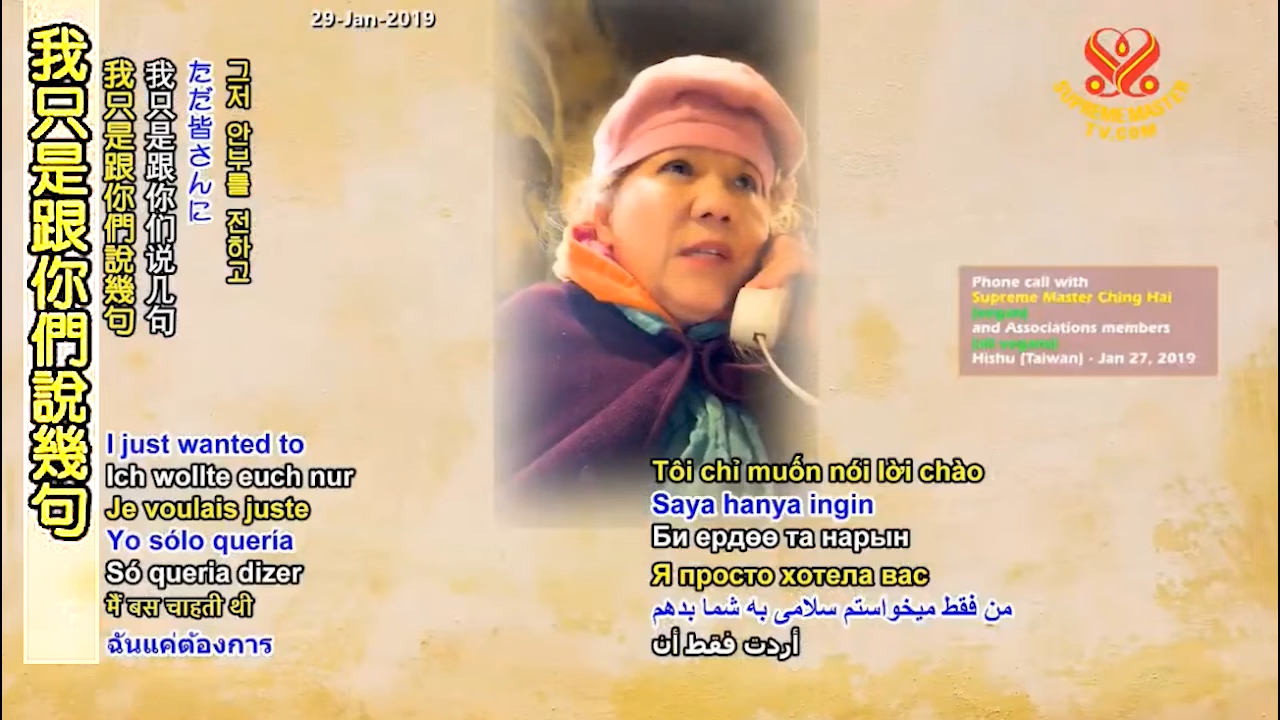 29-Jan-2019
我只是跟你們說幾句
我只是跟你們說幾句
我只是跟你们说几句
ただ皆さんに
그저 안부를 전하고
SUPREME MASTER
TV.COM
Phone call with
Supreme Master Ching Hai
(vegan)
and Associations members
(all vegans)
Hishu (Taiwan) - Jan 27, 2019
I just wanted to
Ich wollte euch nur
Je voulais juste
Yo sólo quería
Só queria dizer
मैं बस चाहती थी
ฉันแค่ต้องการ
Tôi chỉ muốn nói lời chào
Saya hanya ingin
Би ердөө та нарын
Я просто хотела вас
من فقط میخواستم سلامی به شما بدهم
أردت فقط أن